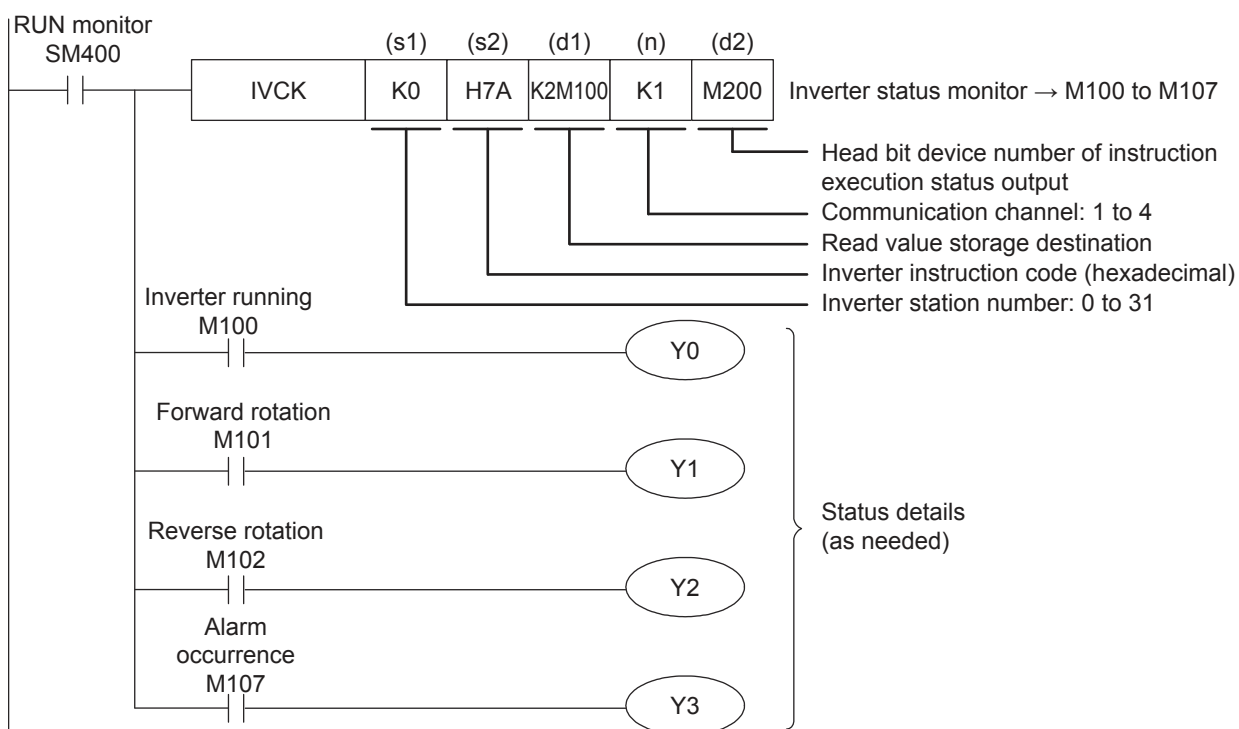 RUN monitor
SM400
(s1) (s2) (d1) (n) (d2)
IVCK K0 H7A K2M100 K1 M200 Inverter status monitor → M100 to M107
Head bit device number of instruction
execution status output
Communication channel: 1 to 4
Read value storage destination
Inverter instruction code (hexadecimal)
Inverter station number: 0 to 31
Inverter running
M100
Y0
Forward rotation
M101
Y1
Reverse rotation
M102
Y2
Alarm
occurrence
M107
Y3
Status details
(as needed)